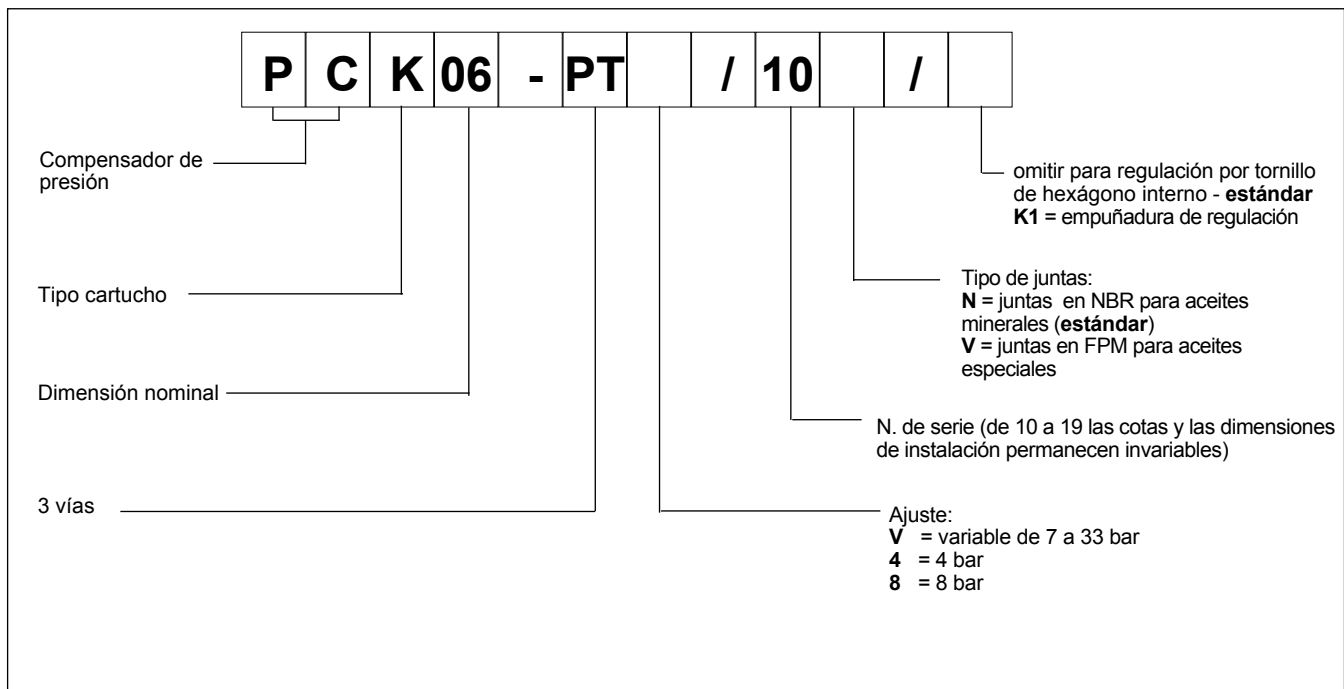 P C K 06 - PT / 10 /
Compensador de
presión
omitir para regulación por tornillo
de hexágono interno - estándar
K1 = empuñadura de regulación
Tipo cartucho
Tipo de juntas:
N = juntas en NBR para aceites
minerales (estándar)
V = juntas en FPM para aceites
especiales
Dimensión nominal
N. de serie (de 10 a 19 las cotas y las dimensiones
de instalación permanecen invariables)
3 vías
Ajuste:
V = variable de 7 a 33 bar
4 = 4 bar
8 = 8 bar